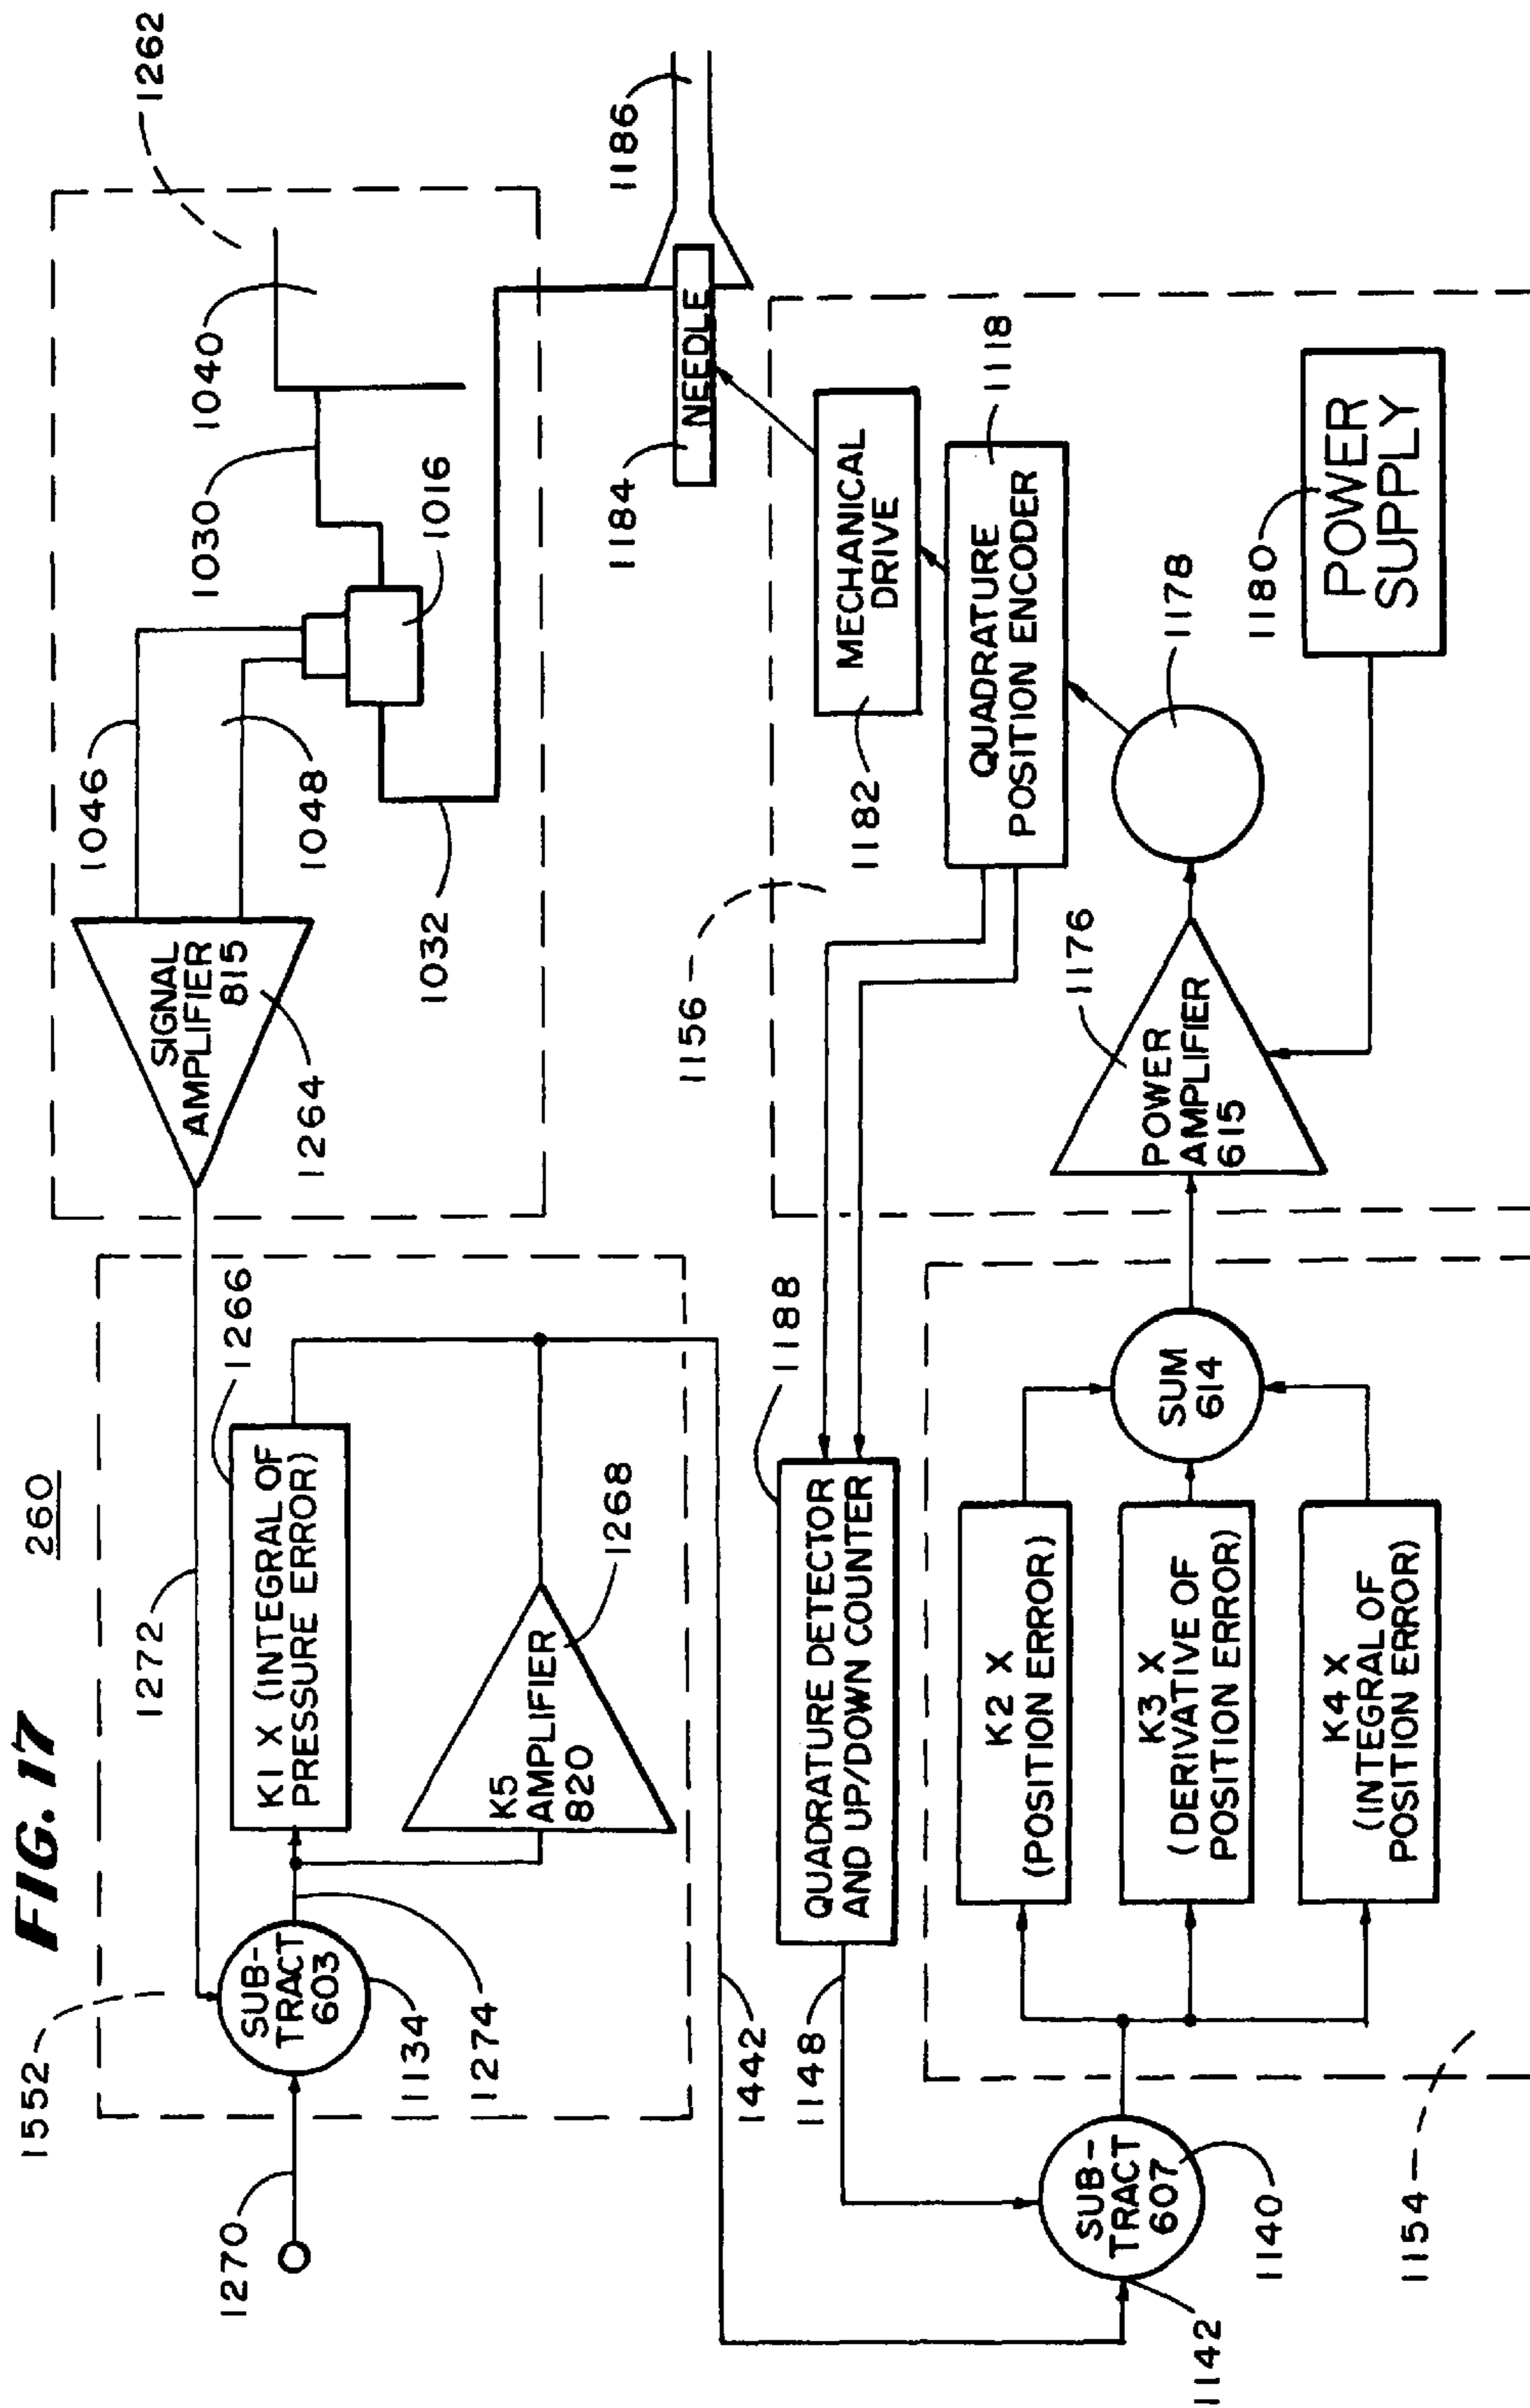 FIG. 17
260
1552
1270
SUB-
TRACT
603
1134
1274
1272
1266
K1 X (INTEGRAL OF
PRESSURE ERROR)
K5
AMPLIFIER
820
1268
SIGNAL
AMPLIFIER
815
1264
1046
1048
1032
1030
1016
1040
1262
1184
NEEDLE
1186
1442
1148
1188
QUADRATURE DETECTOR
AND UP/DOWN COUNTER
1156
1182
MECHANICAL
DRIVE
QUADRATURE
POSITION ENCODER
1118
1142
SUB-
TRACT
607
1140
1154
K2 X
(POSITION ERROR)
K3 X
(DERIVATIVE OF
POSITION ERROR)
K4 X
(INTEGRAL OF
POSITION ERROR)
SUM
614
1176
POWER
AMPLIFIER
615
1178
1180
POWER
SUPPLY